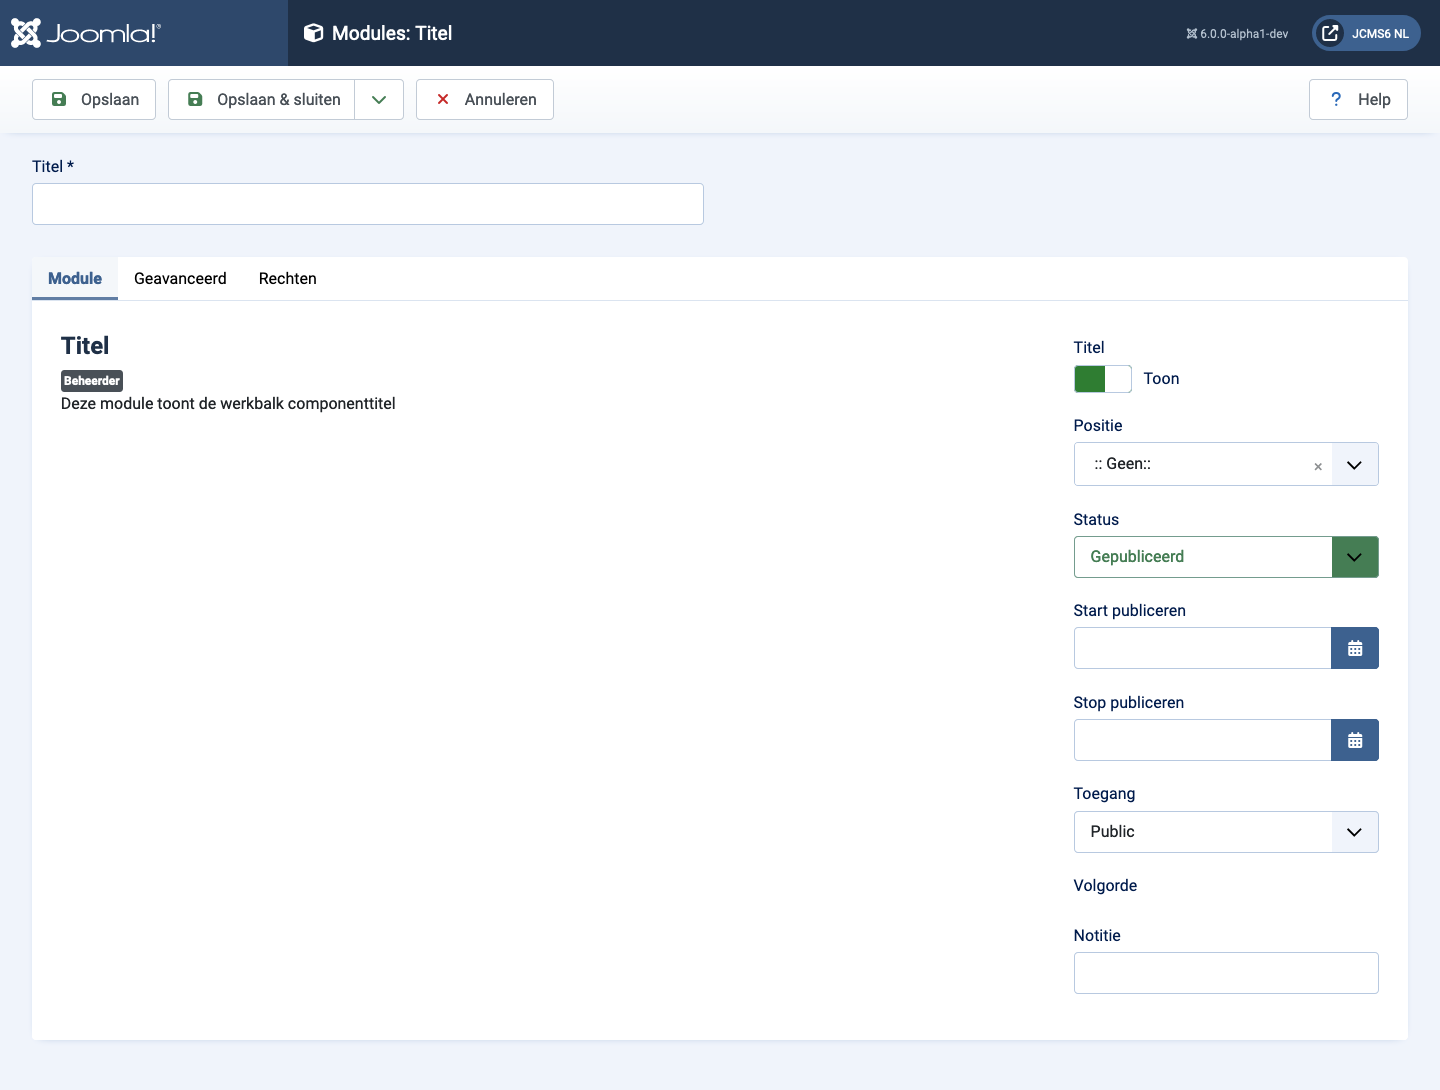 Joomla!®
Modules: Titel
6.0.0-alpha1-dev
JCMS6 NL
Opslaan
Opslaan & sluiten
Annuleren
? Help
Titel *
Module
Geavanceerd
Rechten
Titel
Beheerder
Deze module toont de werkbalk componenttitel
Titel
Toon
Positie
:: Geen::
×
Status
Gepubliceerd
Start publiceren
Stop publiceren
Toegang
Public
Volgorde
Notitie